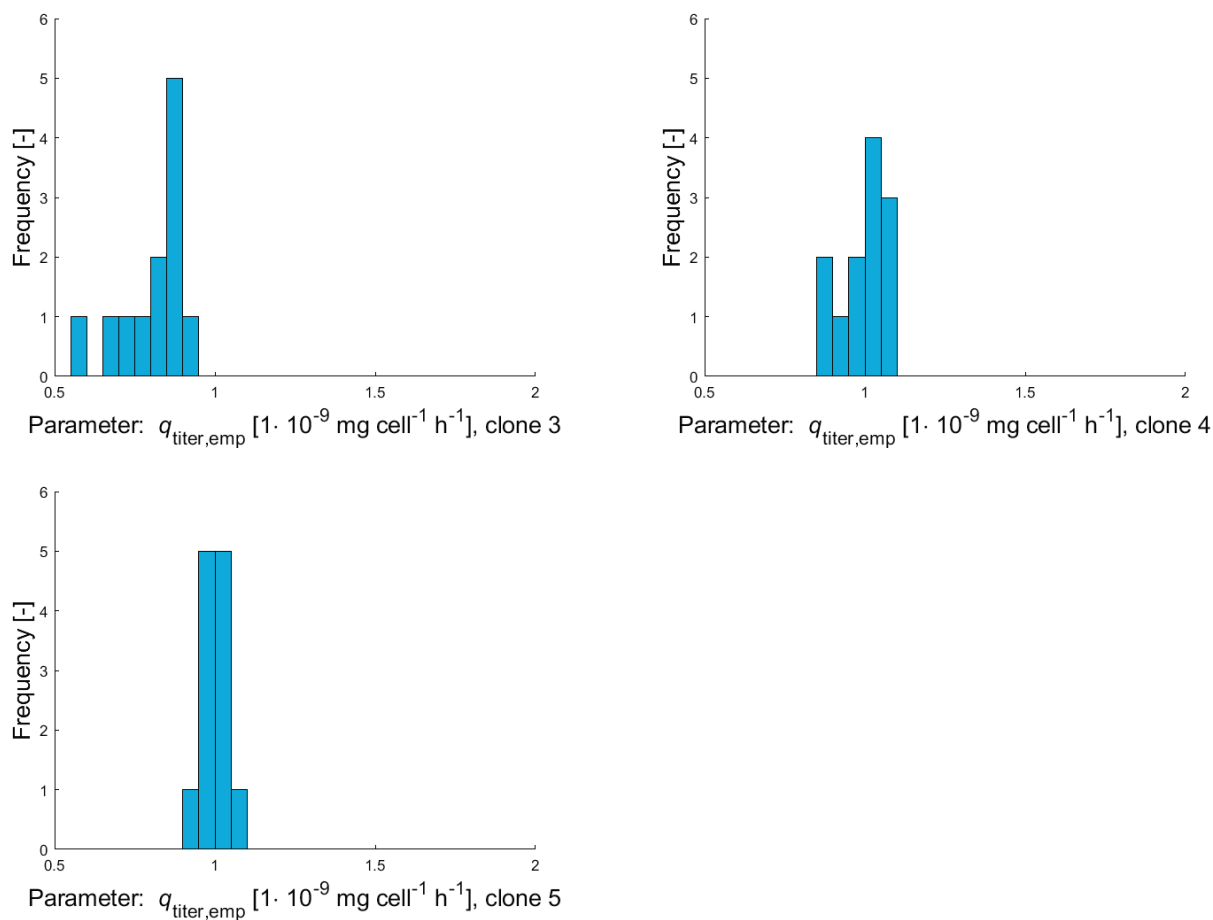 6
5
4
3
2
1
0
Frequency [-]
0.5 1 1.5 2
Parameter: q_titer,emp [1· 10^-9 mg cell^-1 h^-1], clone 3
6
5
4
3
2
1
0
Frequency [-]
0.5 1 1.5 2
Parameter: q_titer,emp [1· 10^-9 mg cell^-1 h^-1], clone 4
6
5
4
3
2
1
0
Frequency [-]
0.5 1 1.5 2
Parameter: q_titer,emp [1· 10^-9 mg cell^-1 h^-1], clone 5